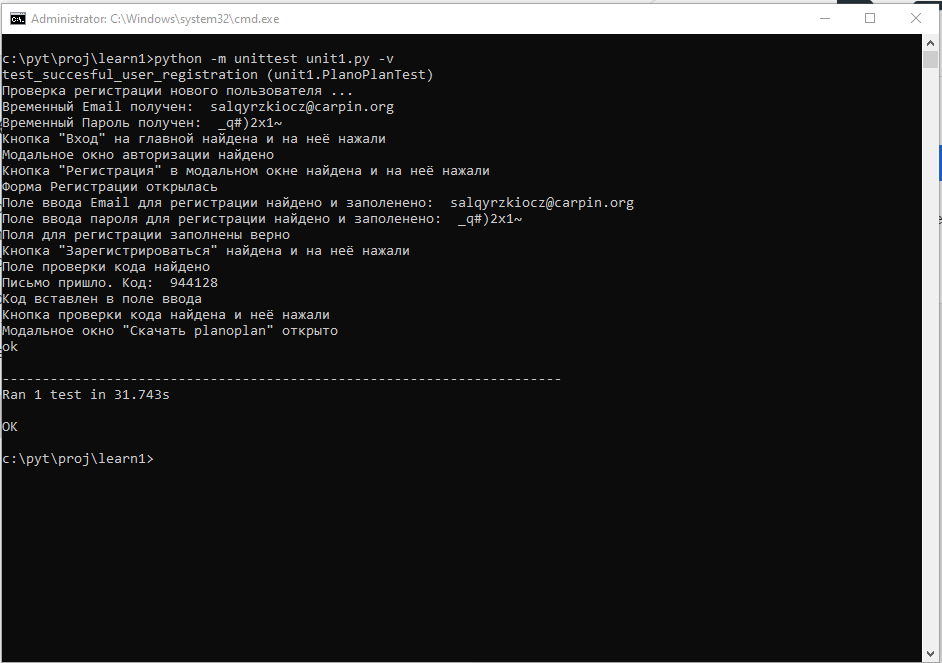 Administrator: C:\Windows\system32\cmd.exe
c:\pyt\proj\learn1>python -m unittest unit1.py -v
test_succesful_user_registration (unit1.PlanoPlanTest)
Проверка регистрации нового пользователя ...
Временный Email получен:  salqyrzkiocz@carpin.org
Временный Пароль получен:  _q#)2x1~
Кнопка "Вход" на главной найдена и на неё нажали
Модальное окно авторизации найдено
Кнопка "Регистрация" в модальном окне найдена и на неё нажали
Форма Регистрации открылась
Поле ввода Email для регистрации найдено и заполенено:  salqyrzkiocz@carpin.org
Поле ввода пароля для регистрации найдено и заполенено:  _q#)2x1~
Поля для регистрации заполнены верно
Кнопка "Зарегистрироваться" найдена и на неё нажали
Поле проверки кода найдено
Письмо пришло. Код:  944128
Код вставлен в поле ввода
Кнопка проверки кода найдена и неё нажали
Модальное окно "Скачать planoplan" открыто
ok
----------------------------------------------------------------------
Ran 1 test in 31.743s
OK
c:\pyt\proj\learn1>